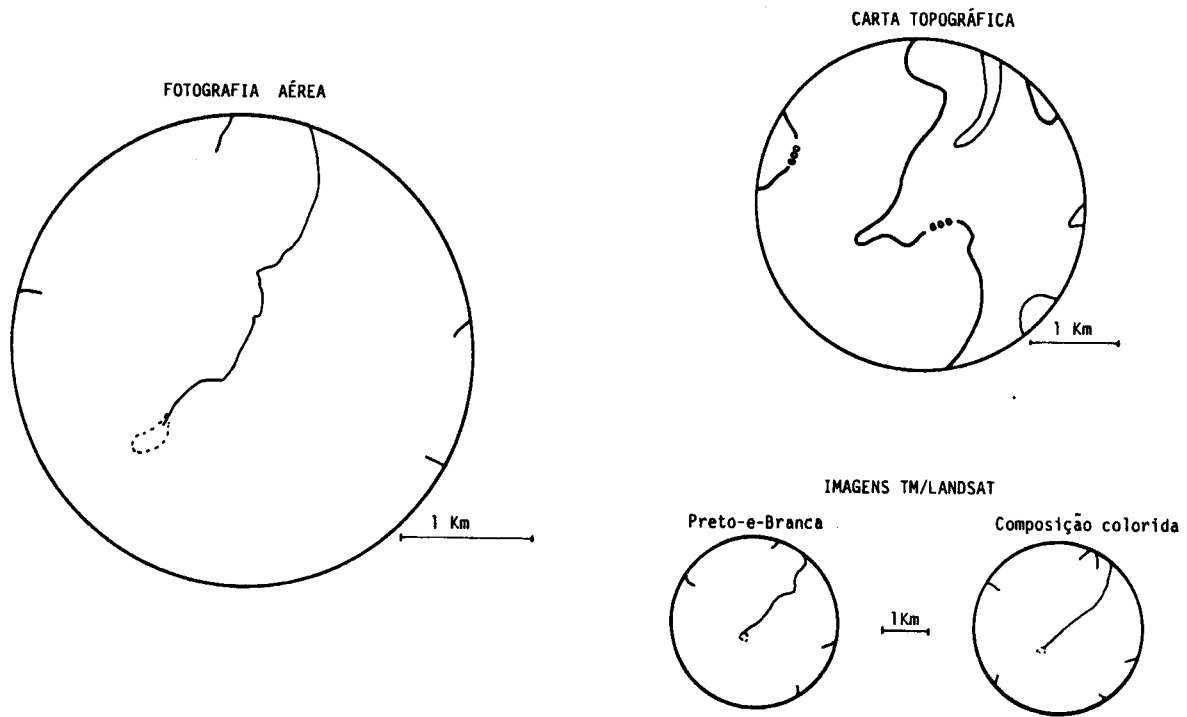 FOTOGRAFIA AÉREA
1 Km
CARTA TOPOGRÁFICA
1 Km
IMAGENS TM/LANDSAT
Preto-e-Branca
Composição colorida
1Km